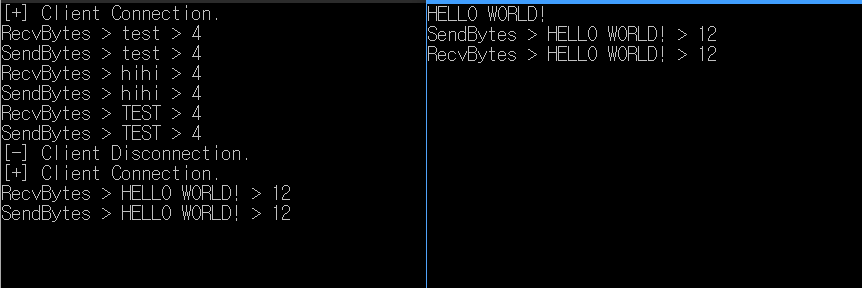 [+] Client Connection.
RecvBytes > test > 4
SendBytes > test > 4
RecvBytes > hihi > 4
SendBytes > hihi > 4
RecvBytes > TEST > 4
SendBytes > TEST > 4
[-] Client Disconnection.
[+] Client Connection.
RecvBytes > HELLO WORLD! > 12
SendBytes > HELLO WORLD! > 12
HELLO WORLD!
SendBytes > HELLO WORLD! > 12
RecvBytes > HELLO WORLD! > 12